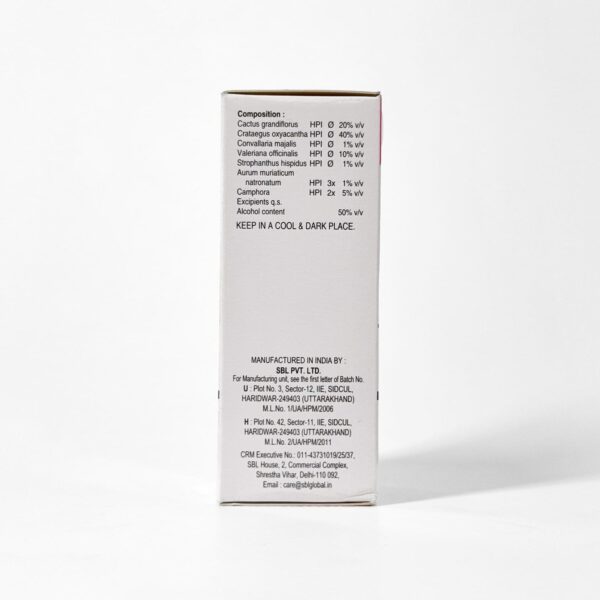 Composition :
Cactus grandiflorus HPI Ø 20% v/v
Crataegus oxyacantha HPI Ø 40% v/v
Convallaria majalis HPI Ø 1% v/v
Valeriana officinalis HPI Ø 10% v/v
Strophanthus hispidus HPI Ø 1% v/v
Aurum muriaticum
natronatum HPI 3x 1% v/v
Camphora HPI 2x 5% v/v
Excipients q.s.
Alcohol content 50% v/v
KEEP IN A COOL & DARK PLACE.
MANUFACTURED IN INDIA BY :
SBL PVT. LTD.
For Manufacturing unit, see the first letter of Batch No.
U : Plot No. 3, Sector-12, IIE, SIDCUL,
HARIDWAR-249403 (UTTARAKHAND)
M.L.No. 1/UA/HPM/2006
H : Plot No. 42, Sector-11, IIE, SIDCUL,
HARIDWAR-249403 (UTTARAKHAND)
M.L.No. 2/UA/HPM/2011
CRM Executive No.: 011-43731019/25/37,
SBL House, 2, Commercial Complex,
Shrestha Vihar, Delhi-110 092,
Email : care@sblglobal.in